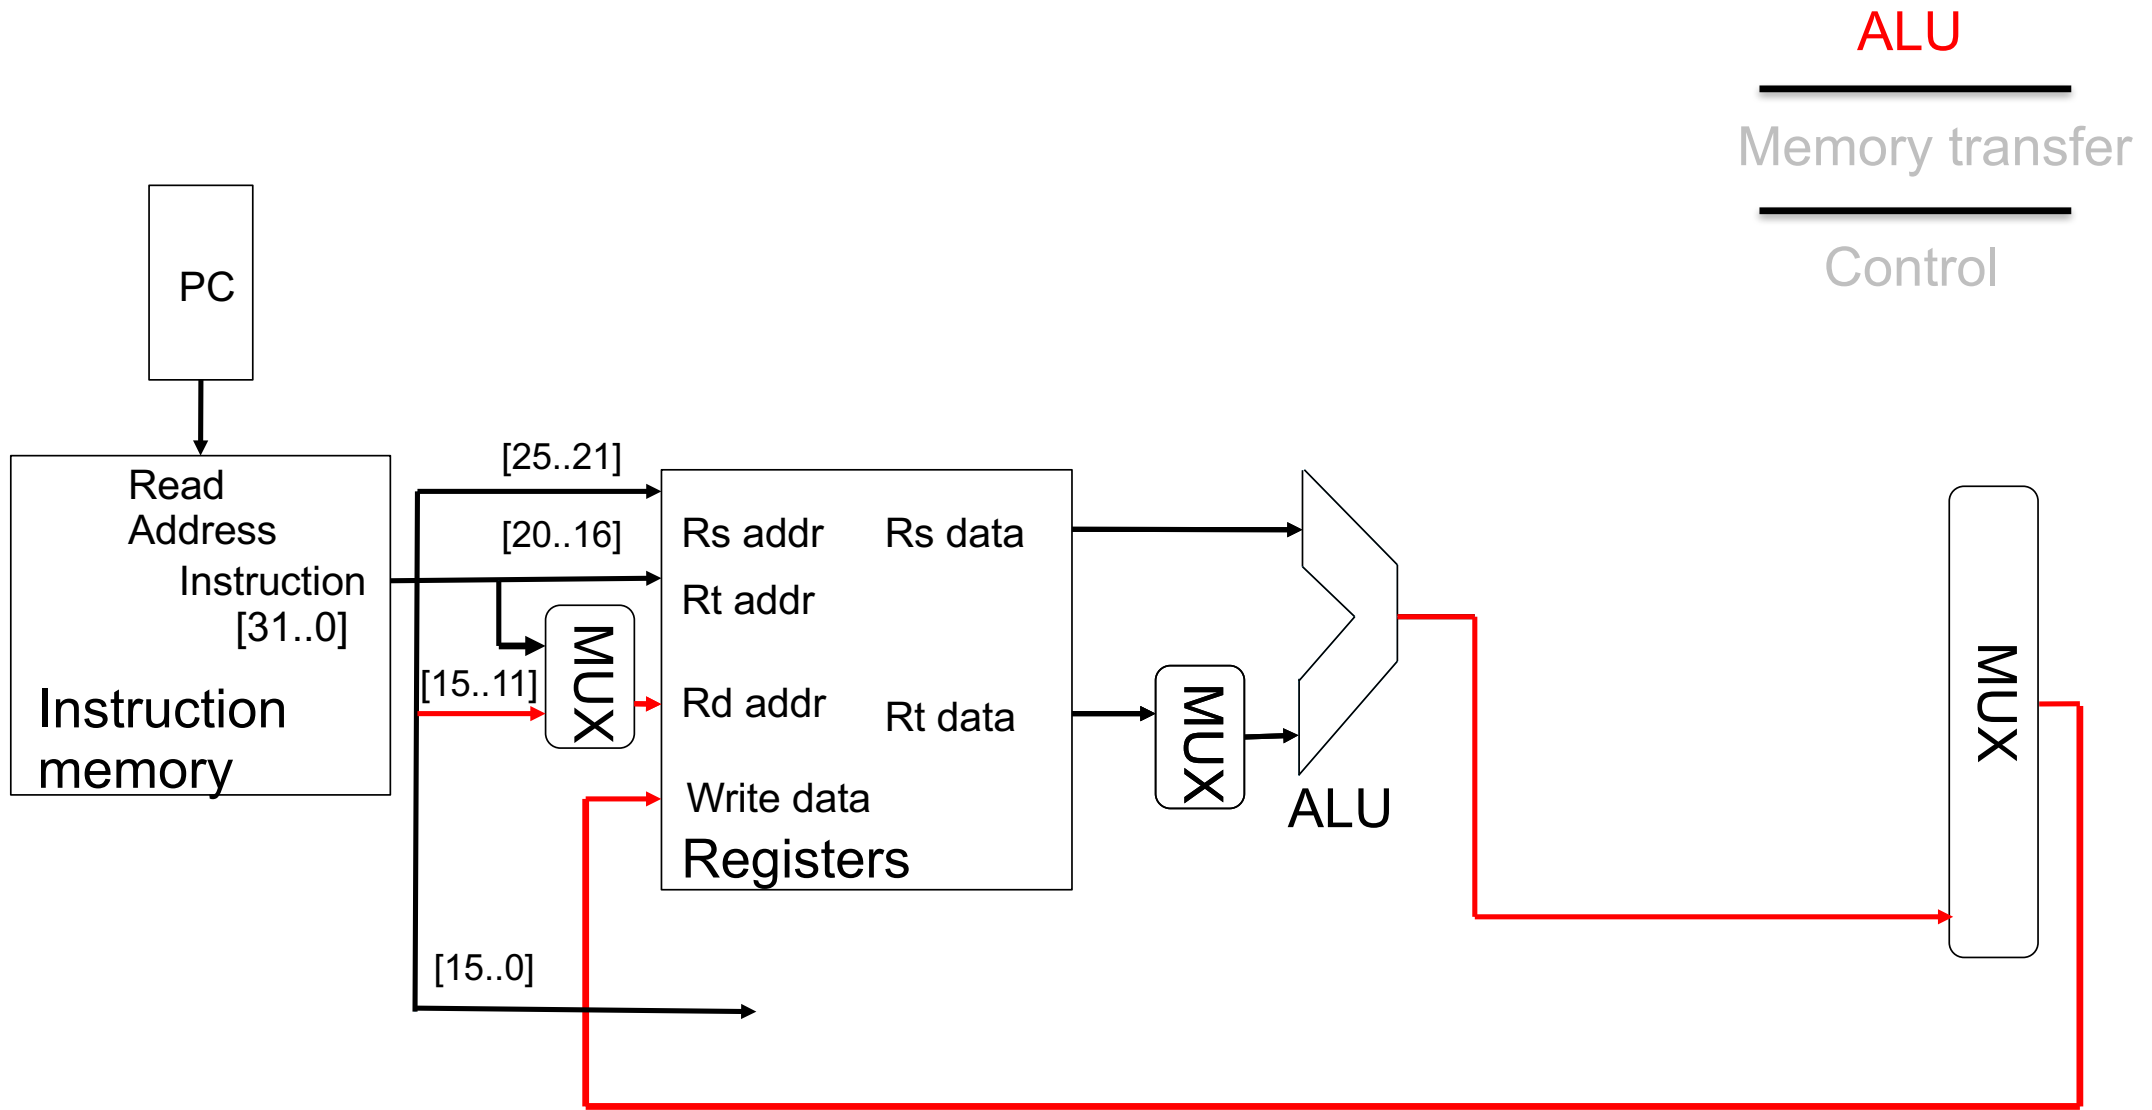 ALU
Memory transfer
Control
PC
Read
Address
Instruction
[31..0]
Instruction
memory
[25..21]
[20..16]
[15..11]
[15..0]
MUX
Rs addr
Rs data
Rt addr
Rd addr
Rt data
Write data
Registers
MUX
ALU
MUX